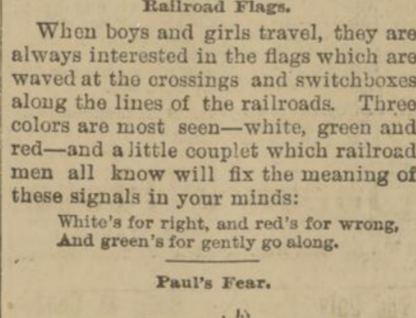 Railroad Flags.
When boys and girls travel, they are
always interested in the flags which are
waved at the crossings and switchboxes
along the lines of the railroads. Three
colors are most seen—white, green and
red—and a little couplet which railroad
men all know will fix the meaning of
these signals in your minds:
White's for right, and red's for wrong,
And green's for gently go along.
Paul's Fear.